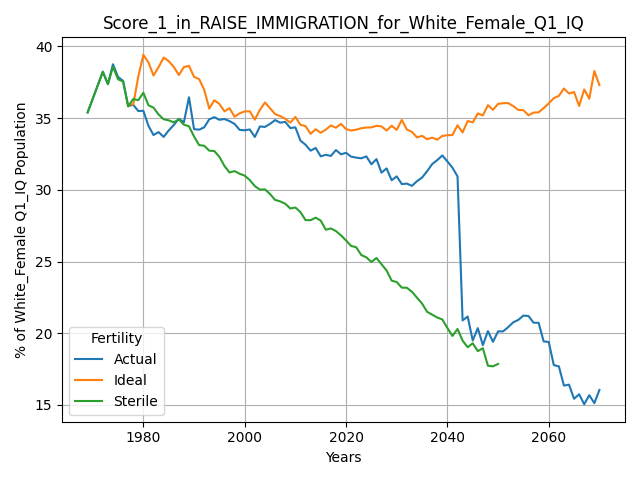 Score_1_in_RAISE_IMMIGRATION_for_White_Female_Q1_IQ
% of White_Female Q1_IQ Population
40
35
30
25
20
15
Fertility
Actual
Ideal
Sterile
1980 2000 2020 2040 2060
Years